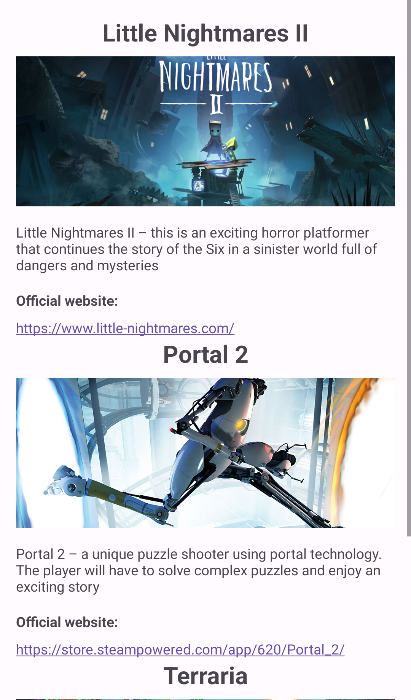 Little Nightmares II
LITTLE
NIGHTMARES
II
Little Nightmares II – this is an exciting horror platformer
that continues the story of the Six in a sinister world full of
dangers and mysteries
Official website:
https://www.little-nightmares.com/
Portal 2
Portal 2 – a unique puzzle shooter using portal technology.
The player will have to solve complex puzzles and enjoy an
exciting story
Official website:
https://store.steampowered.com/app/620/Portal_2/
Terraria